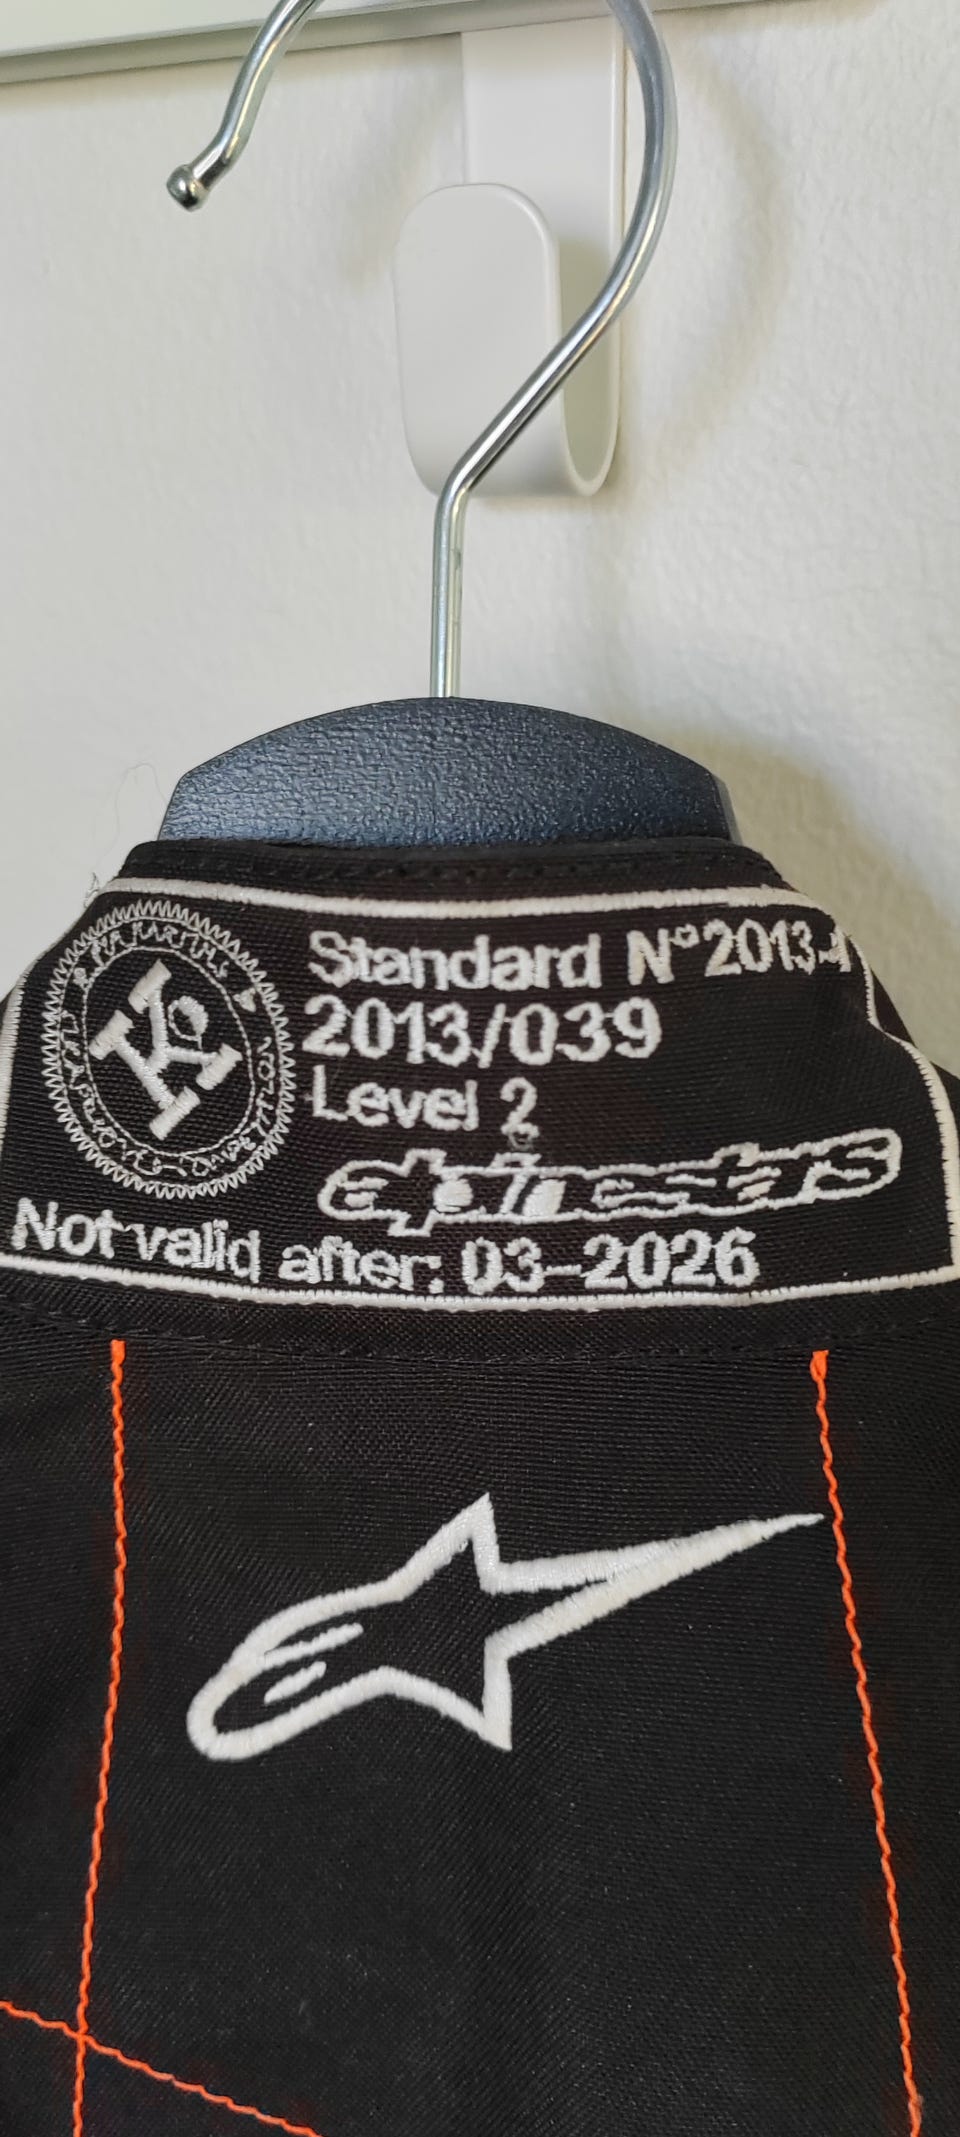 Standard N°2013-1
2013/039
Level 2
alpinestars
Not valid after: 03-2026
K